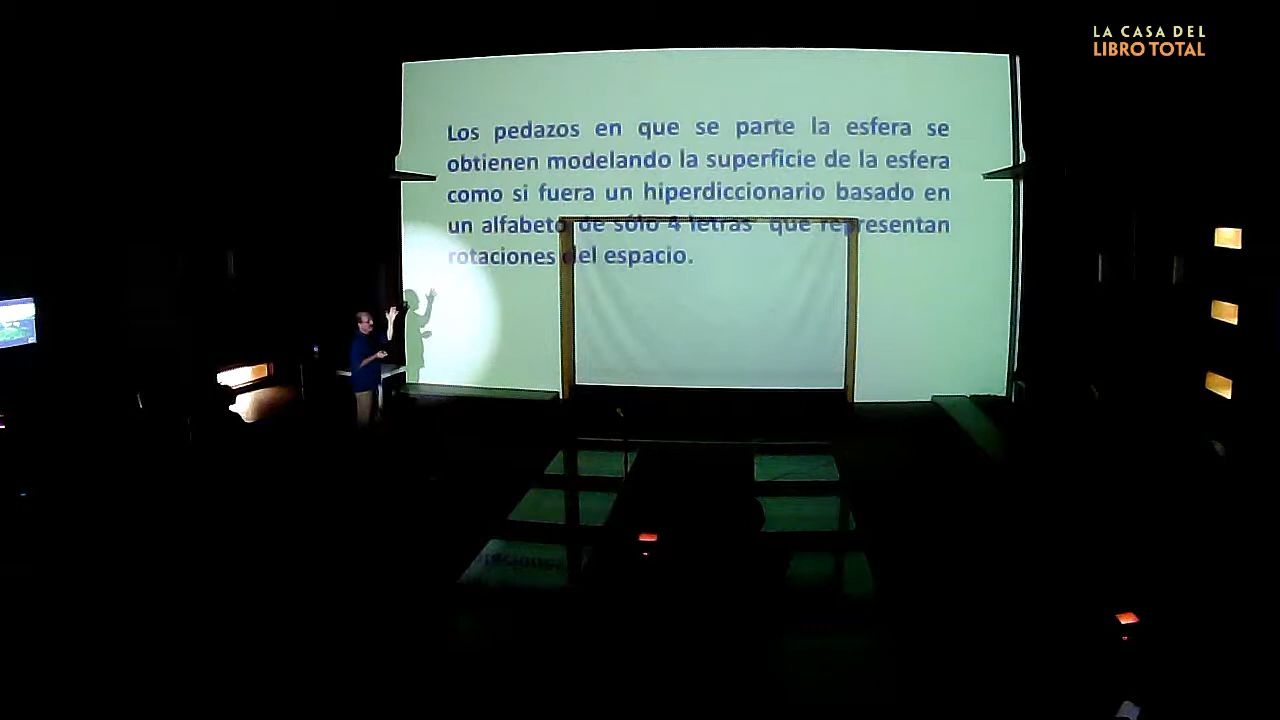 LA CASA DEL
LIBRO TOTAL
Los pedazos en que se parte la esfera se
obtienen modelando la superficie de la esfera
como si fuera un hiperdiccionario basado en
un alfabeto de sólo 4 letras que representan
rotaciones del espacio.